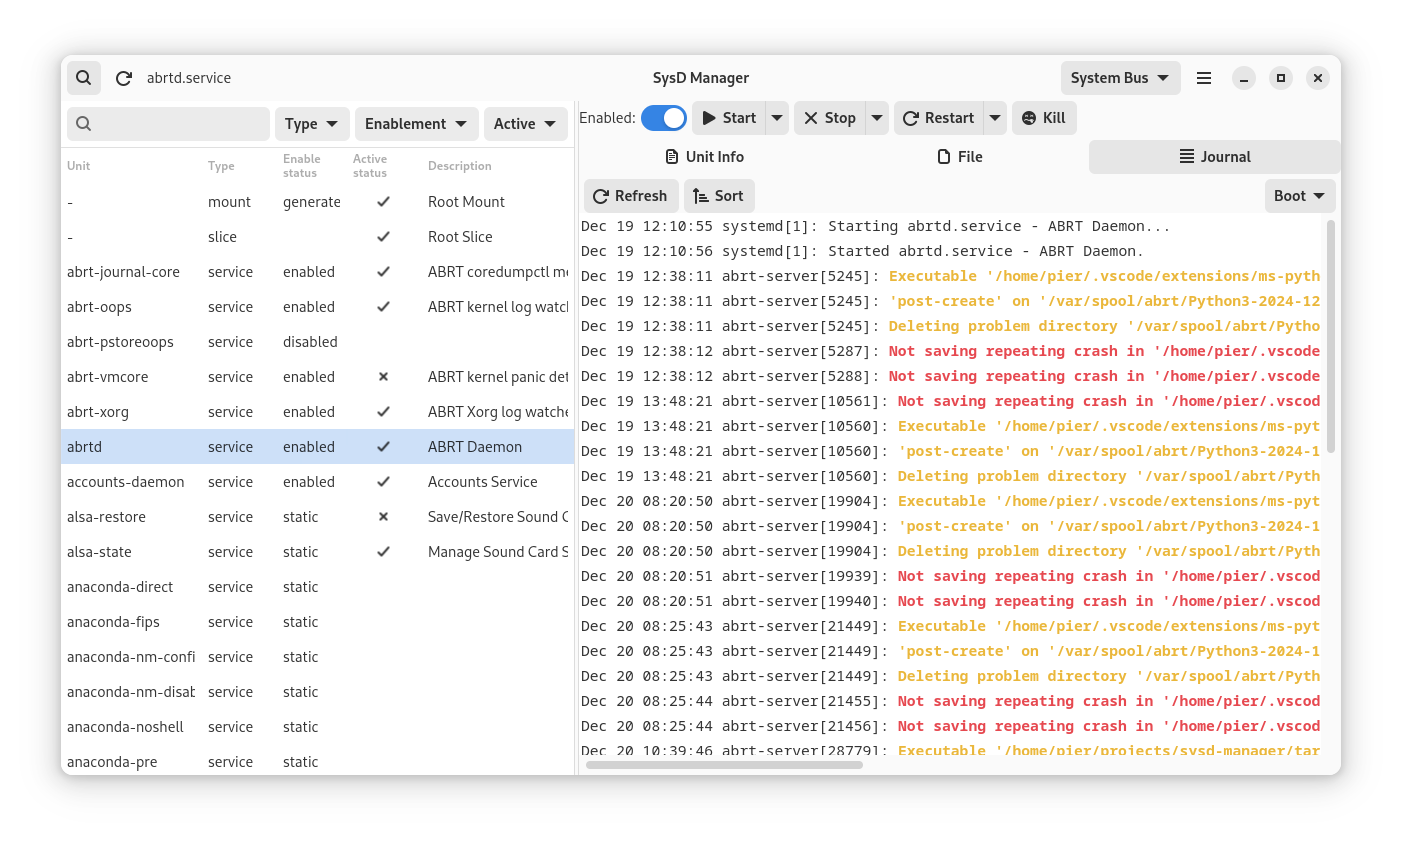 abrtd.service SysD Manager System Bus
Type Enablement Active
Enabled: Start Stop Restart Kill
Unit Info File Journal
Refresh Sort Boot
Unit Type Enable status Active status Description
- mount generate Root Mount
- slice Root Slice
abrt-journal-core service enabled ABRT coredumpctl me
abrt-oops service enabled ABRT kernel log watch
abrt-pstoreoops service disabled
abrt-vmcore service enabled ABRT kernel panic det
abrt-xorg service enabled ABRT Xorg log watche
abrtd service enabled ABRT Daemon
accounts-daemon service enabled Accounts Service
alsa-restore service static Save/Restore Sound C
alsa-state service static Manage Sound Card S
anaconda-direct service static
anaconda-fips service static
anaconda-nm-confi service static
anaconda-nm-disab service static
anaconda-noshell service static
anaconda-pre service static
Dec 19 12:10:55 systemd[1]: Starting abrtd.service - ABRT Daemon...
Dec 19 12:10:56 systemd[1]: Started abrtd.service - ABRT Daemon.
Dec 19 12:38:11 abrt-server[5245]: Executable '/home/pier/.vscode/extensions/ms-pyth
Dec 19 12:38:11 abrt-server[5245]: 'post-create' on '/var/spool/abrt/Python3-2024-12
Dec 19 12:38:11 abrt-server[5245]: Deleting problem directory '/var/spool/abrt/Pytho
Dec 19 12:38:12 abrt-server[5287]: Not saving repeating crash in '/home/pier/.vscode
Dec 19 12:38:12 abrt-server[5288]: Not saving repeating crash in '/home/pier/.vscode
Dec 19 13:48:21 abrt-server[10561]: Not saving repeating crash in '/home/pier/.vscod
Dec 19 13:48:21 abrt-server[10560]: Executable '/home/pier/.vscode/extensions/ms-pyt
Dec 19 13:48:21 abrt-server[10560]: 'post-create' on '/var/spool/abrt/Python3-2024-1
Dec 19 13:48:21 abrt-server[10560]: Deleting problem directory '/var/spool/abrt/Pyth
Dec 20 08:20:50 abrt-server[19904]: Executable '/home/pier/.vscode/extensions/ms-pyt
Dec 20 08:20:50 abrt-server[19904]: 'post-create' on '/var/spool/abrt/Python3-2024-1
Dec 20 08:20:50 abrt-server[19904]: Deleting problem directory '/var/spool/abrt/Pyth
Dec 20 08:20:51 abrt-server[19939]: Not saving repeating crash in '/home/pier/.vscod
Dec 20 08:20:51 abrt-server[19940]: Not saving repeating crash in '/home/pier/.vscod
Dec 20 08:25:43 abrt-server[21449]: Executable '/home/pier/.vscode/extensions/ms-pyt
Dec 20 08:25:43 abrt-server[21449]: 'post-create' on '/var/spool/abrt/Python3-2024-1
Dec 20 08:25:43 abrt-server[21449]: Deleting problem directory '/var/spool/abrt/Pyth
Dec 20 08:25:44 abrt-server[21455]: Not saving repeating crash in '/home/pier/.vscod
Dec 20 08:25:44 abrt-server[21456]: Not saving repeating crash in '/home/pier/.vscod
Dec 20 10:39:46 abrt-server[28779]: Executable '/home/pier/projects/sysd-manager/tar